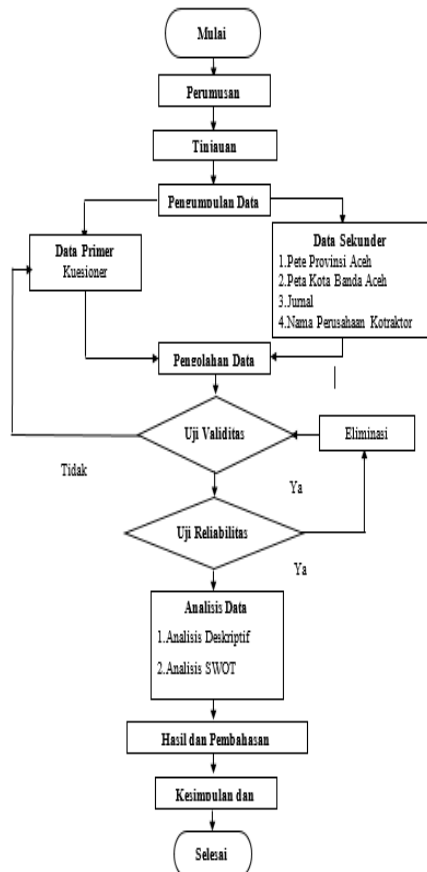 Mulai
Perumusan
Tiniauan
Pengumpulan Data
Data Primer
Kuesioner
Data Sekunder
1.Pete Provinsi Aceh
2.Peta Kota Banda Aceh
3.Jurnal
4.Nama Perusahaan Kotraktor
Pengolahan Data
Uji Validitas
Eliminasi
Tidak
Ya
Uji Reliabilitas
Ya
Analisis Data
1.Analisis Deskriptif
2.Analisis SWOT
Hasil dan Pembahasan
Kesimpulan dan
Selesai